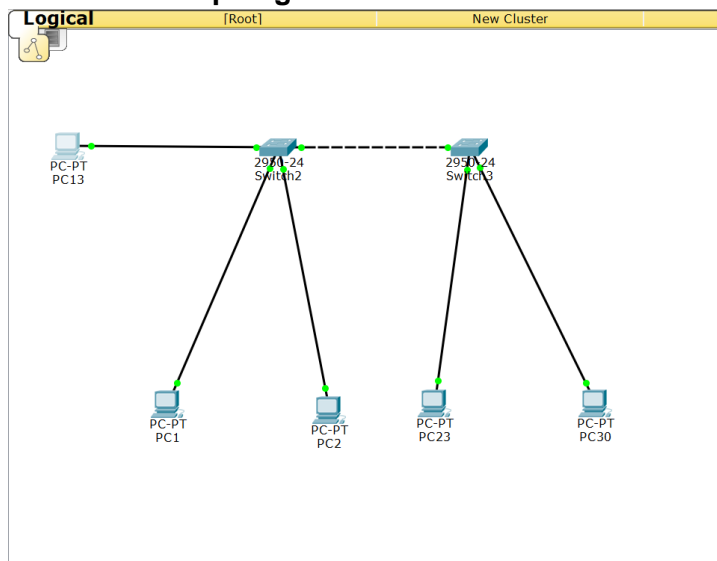 Logical
[Root]
New Cluster
PC-PT
PC13
2950-24
Switch2
2950-24
Switch3
PC-PT
PC1
PC-PT
PC2
PC-PT
PC23
PC-PT
PC30